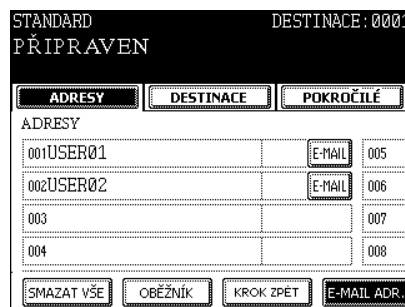 STANDARD DESTINACE:0001
PŘIPRAVEN
ADRESY DESTINACE POKROČILÉ
ADRESY
001USER01 E-MAIL 005
002USER02 E-MAIL 006
003 007
004 008
SMAZAT VŠE OBĚŽNÍK KROK ZPĚT E-MAIL ADR.